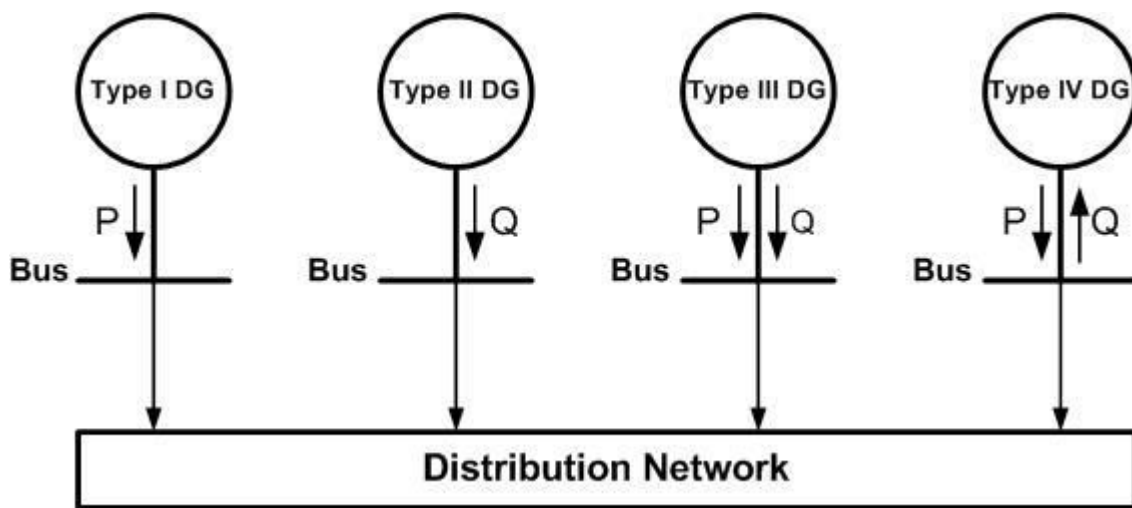 Type I DG
Type II DG
Type III DG
Type IV DG
P
Q
P
Q
P
Q
Bus
Bus
Bus
Bus
Distribution Network